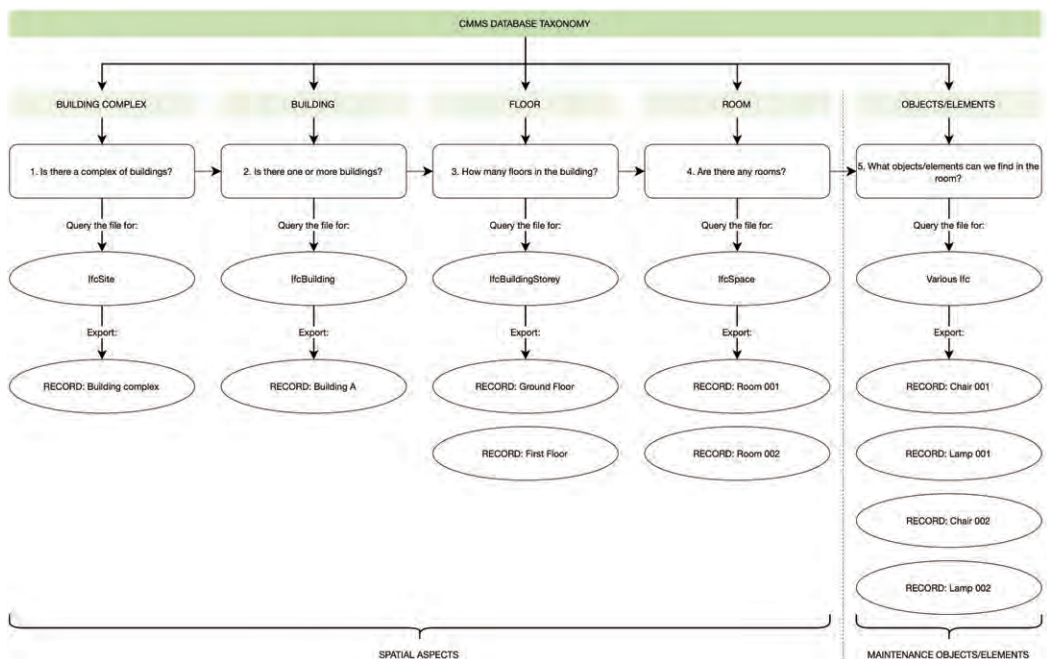 CMMS DATABASE TAXONOMY
BUILDING COMPLEX
BUILDING
FLOOR
ROOM
OBJECTS/ELEMENTS
1. Is there a complex of buildings?
2. Is there one or more buildings?
3. How many floors in the building?
4. Are there any rooms?
5. What objects/elements can we find in the
room?
Query the file for:
Query the file for:
Query the file for:
Query the file for:
Query the file for:
IfcSite
IfcBuilding
IfcBuildingStorey
IfcSpace
Various Ifc
Export:
Export:
Export:
Export:
Export:
RECORD: Building complex
RECORD: Building A
RECORD: Ground Floor
RECORD: Room 001
RECORD: Chair 001
RECORD: First Floor
RECORD: Room 002
RECORD: Lamp 001
RECORD: Chair 002
RECORD: Lamp 002
SPATIAL ASPECTS
MAINTENANCE OBJECTS/ELEMENTS